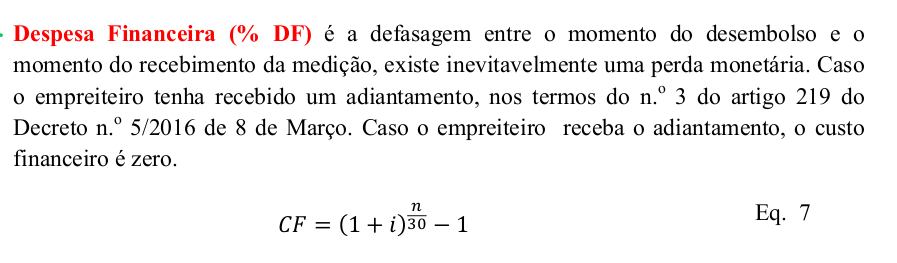 Despesa Financeira (% DF) é a defasagem entre o momento do desembolso e o
momento do recebimento da medição, existe inevitavelmente uma perda monetária. Caso
o empreiteiro tenha recebido um adiantamento, nos termos do n.º 3 do artigo 219 do
Decreto n.º 5/2016 de 8 de Março. Caso o empreiteiro receba o adiantamento, o custo
financeiro é zero.
CF = (1 + i)^(n/30) − 1 Eq. 7